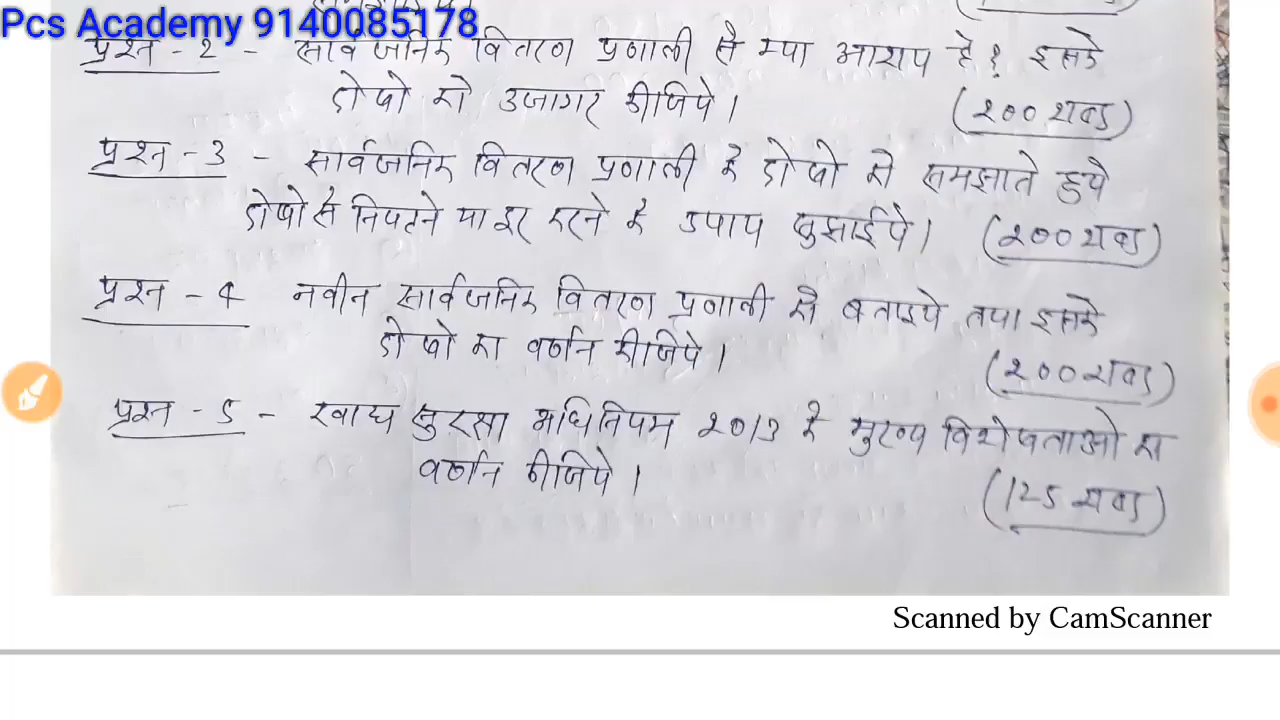 Pcs Academy 9140085178
प्रश्न - 2 - सार्वजनिक वितरण प्रणाली से क्या आशय है? इसके
दोषों को उजागर कीजिये।
(200 शब्द)
प्रश्न - 3 - सार्वजनिक वितरण प्रणाली के दोषों को समझाते हुये
दोषों से निपटने या दूर करने के उपाय सुझाईये। (200 शब्द)
प्रश्न - 4 नवीन सार्वजनिक वितरण प्रणाली को बताइये तथा इसके
दोषों का वर्णन कीजिये।
(200 शब्द)
प्रश्न - 5 - खाद्य सुरक्षा अधिनियम 2013 के मुख्य विशेषताओं का
वर्णन कीजिये।
(125 शब्द)
Scanned by CamScanner